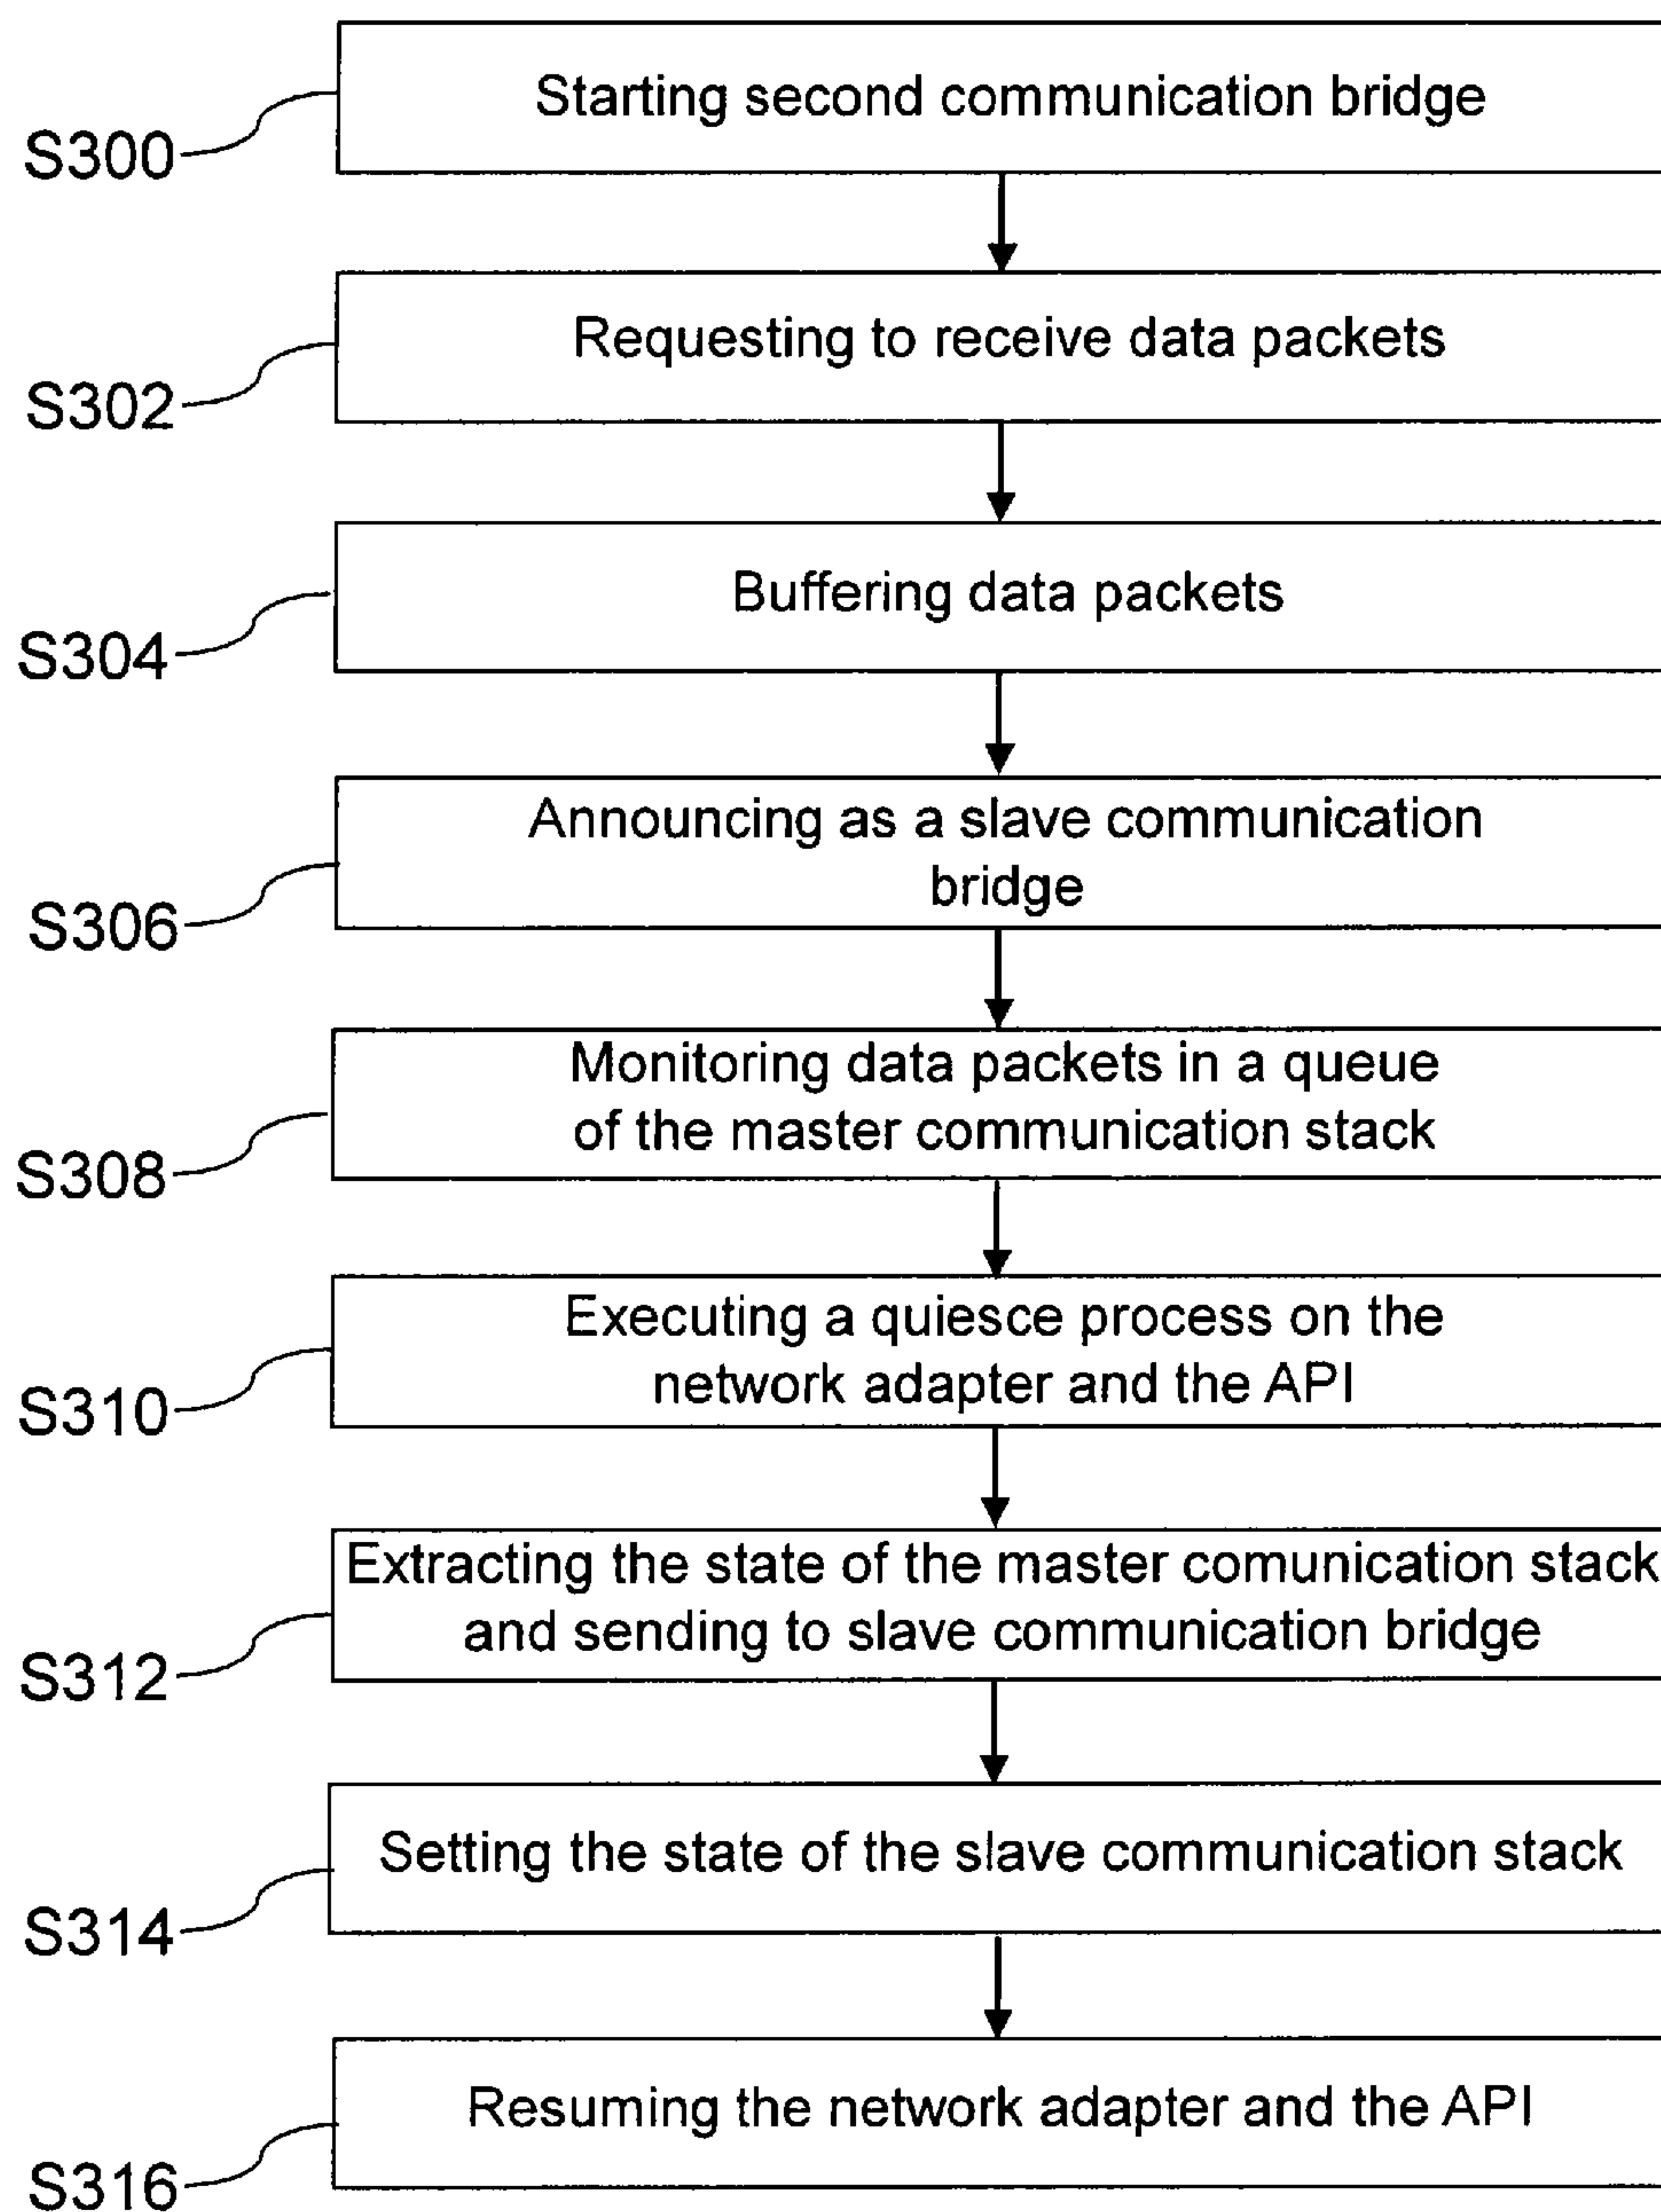 Starting second communication bridge
S300
Requesting to receive data packets
S302
Buffering data packets
S304
Announcing as a slave communication
bridge
S306
Monitoring data packets in a queue
of the master communication stack
S308
Executing a quiesce process on the
network adapter and the API
S310
Extracting the state of the master comunication stack
and sending to slave communication bridge
S312
Setting the state of the slave communication stack
S314
Resuming the network adapter and the API
S316